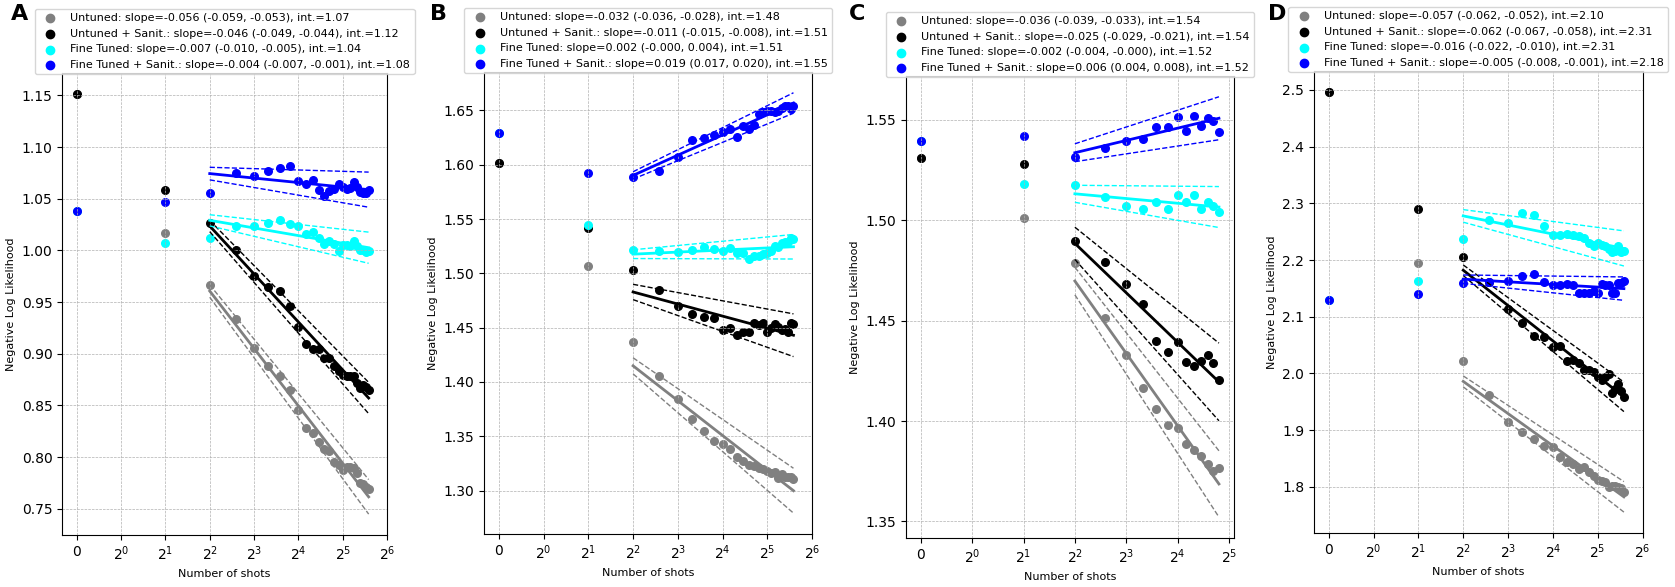 A
Untuned: slope=-0.056 (-0.059, -0.053), int.=1.07
Untuned + Sanit.: slope=-0.046 (-0.049, -0.044), int.=1.12
Fine Tuned: slope=-0.007 (-0.010, -0.005), int.=1.04
Fine Tuned + Sanit.: slope=-0.004 (-0.007, -0.001), int.=1.08
Negative Log Likelihood
1.15
1.10
1.05
1.00
0.95
0.90
0.85
0.80
0.75
0 2⁰ 2¹ 2² 2³ 2⁴ 2⁵ 2⁶
Number of shots
B
Untuned: slope=-0.032 (-0.036, -0.028), int.=1.48
Untuned + Sanit.: slope=-0.011 (-0.015, -0.008), int.=1.51
Fine Tuned: slope=0.002 (-0.000, 0.004), int.=1.51
Fine Tuned + Sanit.: slope=0.019 (0.017, 0.020), int.=1.55
Negative Log Likelihood
1.65
1.60
1.55
1.50
1.45
1.40
1.35
1.30
0 2⁰ 2¹ 2² 2³ 2⁴ 2⁵ 2⁶
Number of shots
C
Untuned: slope=-0.036 (-0.039, -0.033), int.=1.54
Untuned + Sanit.: slope=-0.025 (-0.029, -0.021), int.=1.54
Fine Tuned: slope=-0.002 (-0.004, -0.000), int.=1.52
Fine Tuned + Sanit.: slope=0.006 (0.004, 0.008), int.=1.52
Negative Log Likelihood
1.55
1.50
1.45
1.40
1.35
0 2⁰ 2¹ 2² 2³ 2⁴ 2⁵
Number of shots
D
Untuned: slope=-0.057 (-0.062, -0.052), int.=2.10
Untuned + Sanit.: slope=-0.062 (-0.067, -0.058), int.=2.31
Fine Tuned: slope=-0.016 (-0.022, -0.010), int.=2.31
Fine Tuned + Sanit.: slope=-0.005 (-0.008, -0.001), int.=2.18
Negative Log Likelihood
2.5
2.4
2.3
2.2
2.1
2.0
1.9
1.8
0 2⁰ 2¹ 2² 2³ 2⁴ 2⁵ 2⁶
Number of shots